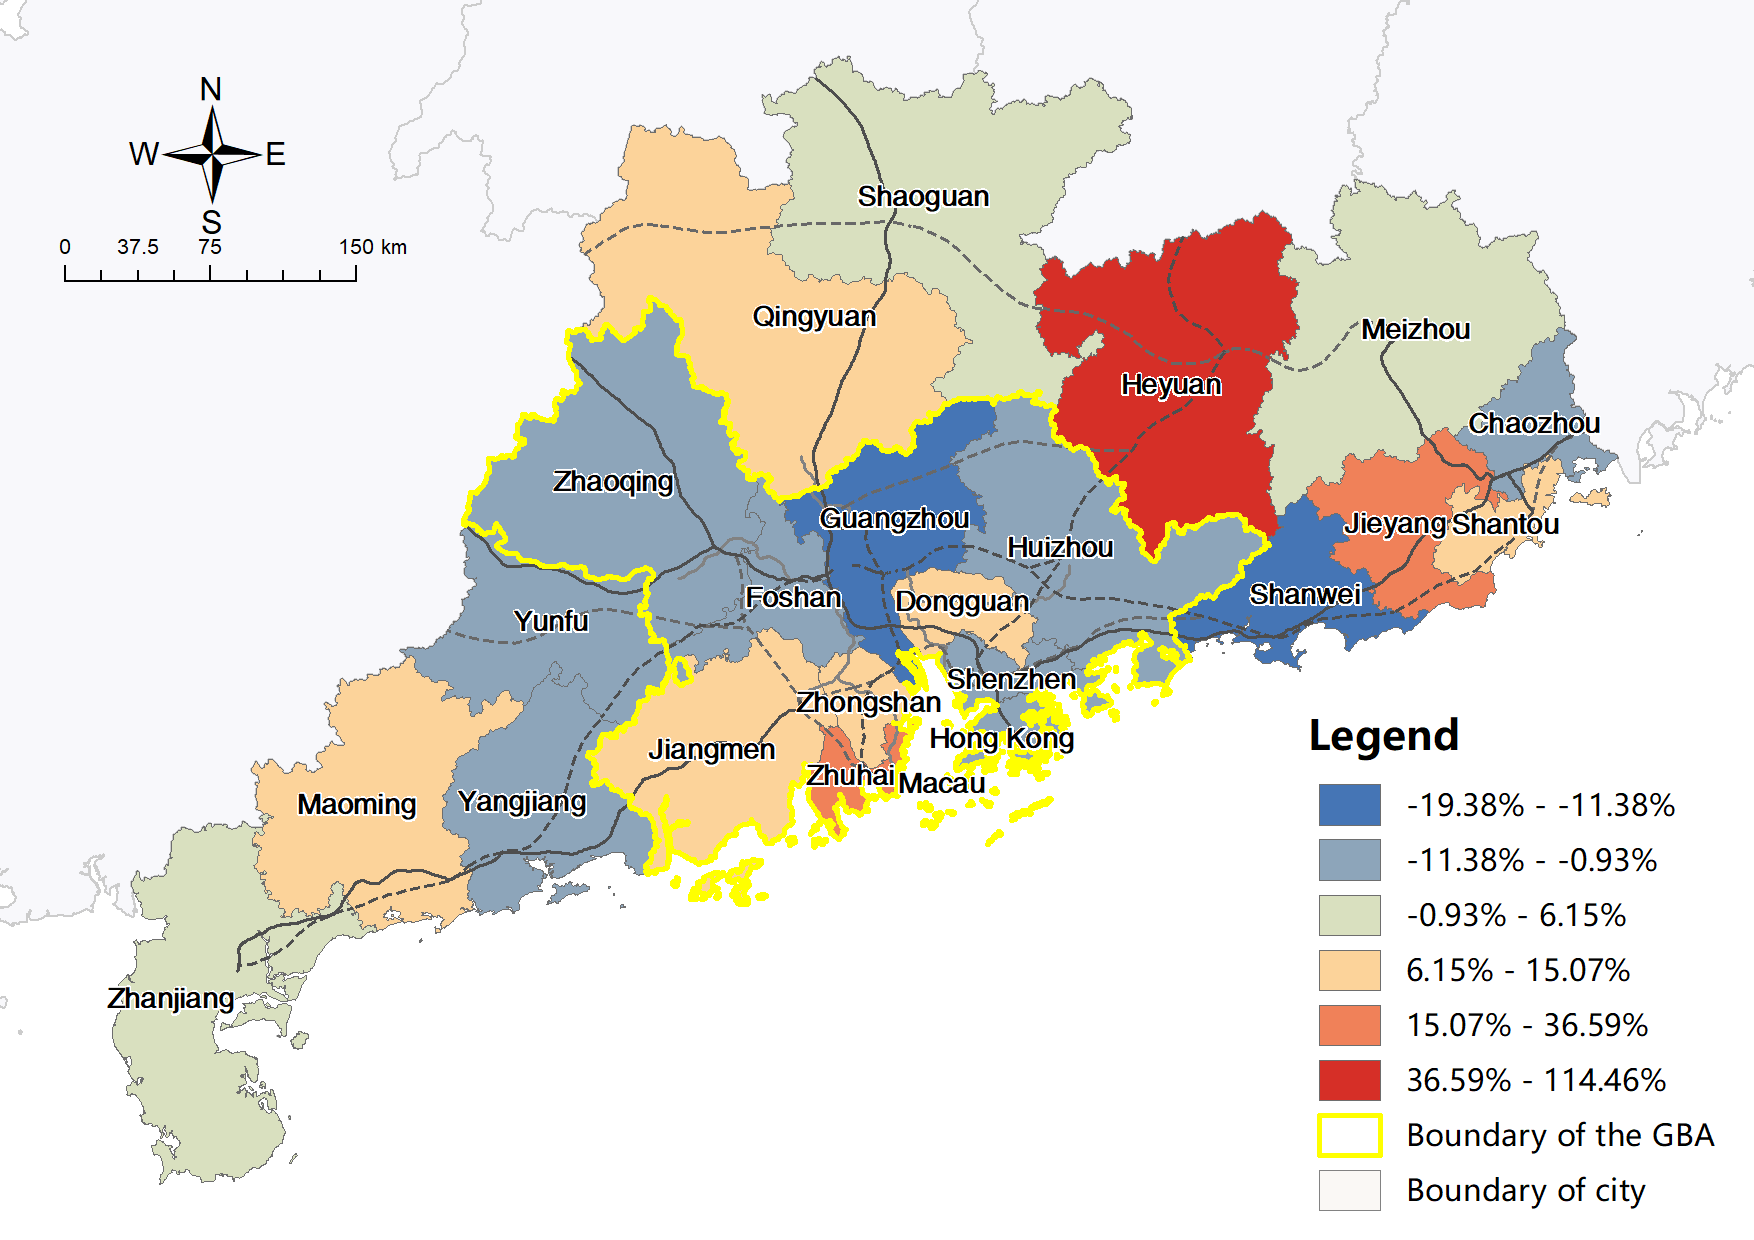 N
W E
S
0 37.5 75 150 km
Shaoguan
Qingyuan
Meizhou
Heyuan
Chaozhou
Zhaoqing
Guangzhou
Jieyang Shantou
Huizhou
Foshan Dongguan
Shanwei
Yunfu
Shenzhen
Zhongshan
Hong Kong
Jiangmen
Zhuhai Macau
Maoming Yangjiang
Zhanjiang
Legend
-19.38% - -11.38%
-11.38% - -0.93%
-0.93% - 6.15%
6.15% - 15.07%
15.07% - 36.59%
36.59% - 114.46%
Boundary of the GBA
Boundary of city